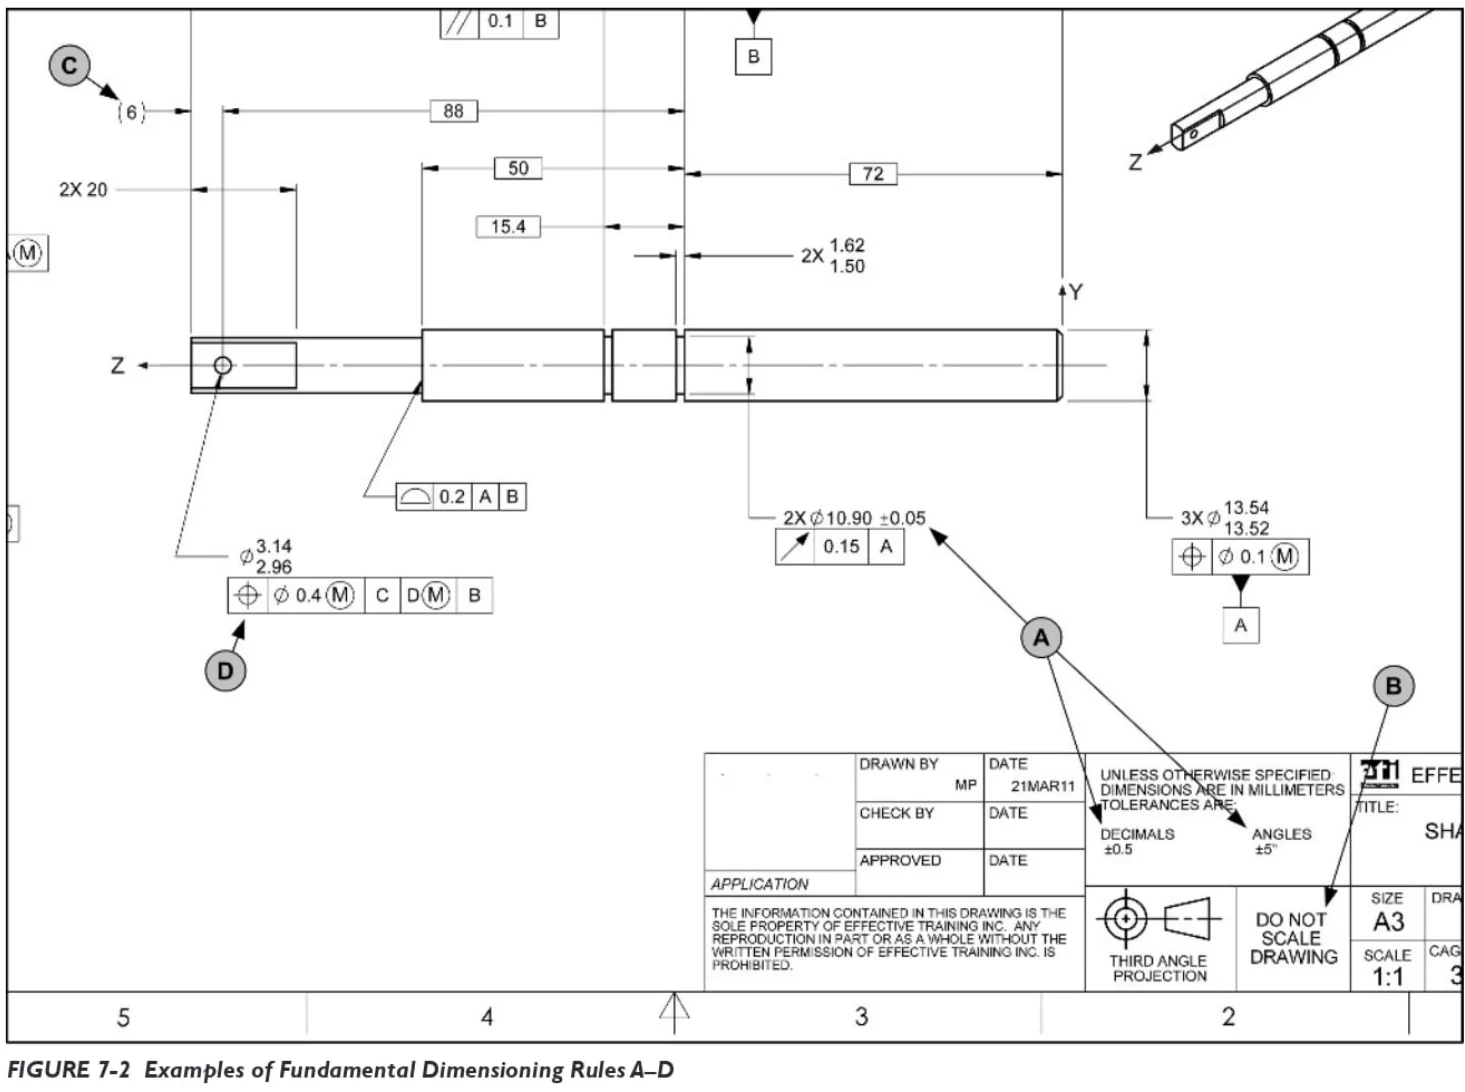 // 0.1 B
B
C
(6)
88
50
72
Z
2X 20
15.4
2X 1.62
1.50
M
Y
Z
0.2 A B
2X ⌀10.90 ±0.05
0.15 A
3X ⌀ 13.54
13.52
⌖ ⌀ 0.1 Ⓜ
A
⌀ 3.14
2.96
⌖ ⌀ 0.4 Ⓜ C D Ⓜ B
D
A
B
DRAWN BY
MP
DATE
21MAR11
CHECK BY
DATE
APPROVED
DATE
APPLICATION
UNLESS OTHERWISE SPECIFIED:
DIMENSIONS ARE IN MILLIMETERS
TOLERANCES ARE:
DECIMALS
±0.5
ANGLES
±5°
EFFE
TITLE:
SHA
THE INFORMATION CONTAINED IN THIS DRAWING IS THE
SOLE PROPERTY OF EFFECTIVE TRAINING INC. ANY
REPRODUCTION IN PART OR AS A WHOLE WITHOUT THE
WRITTEN PERMISSION OF EFFECTIVE TRAINING INC. IS
PROHIBITED.
THIRD ANGLE
PROJECTION
DO NOT
SCALE
DRAWING
SIZE
A3
DRA
SCALE
1:1
CAG
3
5 4 3 2
FIGURE 7-2 Examples of Fundamental Dimensioning Rules A–D